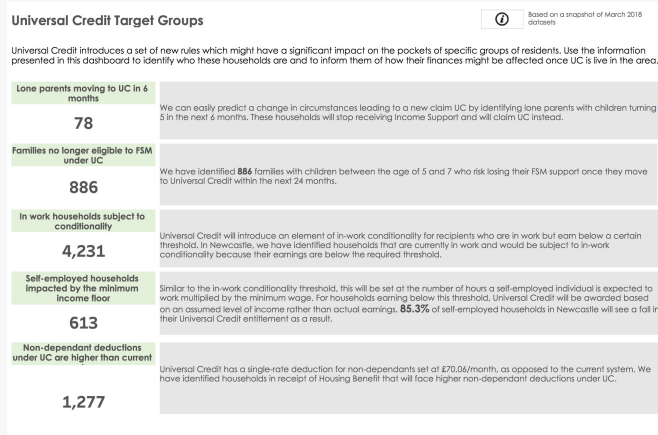 Universal Credit Target Groups
Based on a snapshot of March 2018
datasets
Universal Credit introduces a set of new rules which might have a significant impact on the pockets of specific groups of residents. Use the information
presented in this dashboard to identify who these households are and to inform them of how their finances might be affected once UC is live in the area.
Lone parents moving to UC in 6
months
78
We can easily predict a change in circumstances leading to a new claim UC by identifying lone parents with children turning
5 in the next 6 months. These households will stop receiving Income Support and will claim UC instead.
Families no longer eligible to FSM
under UC
886
We have identified 886 families with children between the age of 5 and 7 who risk losing their FSM support once they move
to Universal Credit within the next 24 months.
In work households subject to
conditionality
4,231
Universal Credit will introduce an element of in-work conditionality for recipients who are in work but earn below a certain
threshold. In Newcastle, we have identified households that are currently in work and would be subject to in-work
conditionality because their earnings are below the required threshold.
Self-employed households
impacted by the minimum
income floor
613
Similar to the in-work conditionality threshold, this will be set at the number of hours a self-employed individual is expected to
work multiplied by the minimum wage. For households earning below this threshold, Universal Credit will be awarded based
on an assumed level of income rather than actual earnings. 85.3% of self-employed households in Newcastle will see a fall in
their Universal Credit entitlement as a result.
Non-dependant deductions
under UC are higher than current
1,277
Universal Credit has a single-rate deduction for non-dependants set at £70.06/month, as opposed to the current system. We
have identified households in receipt of Housing Benefit that will face higher non-dependant deductions under UC.